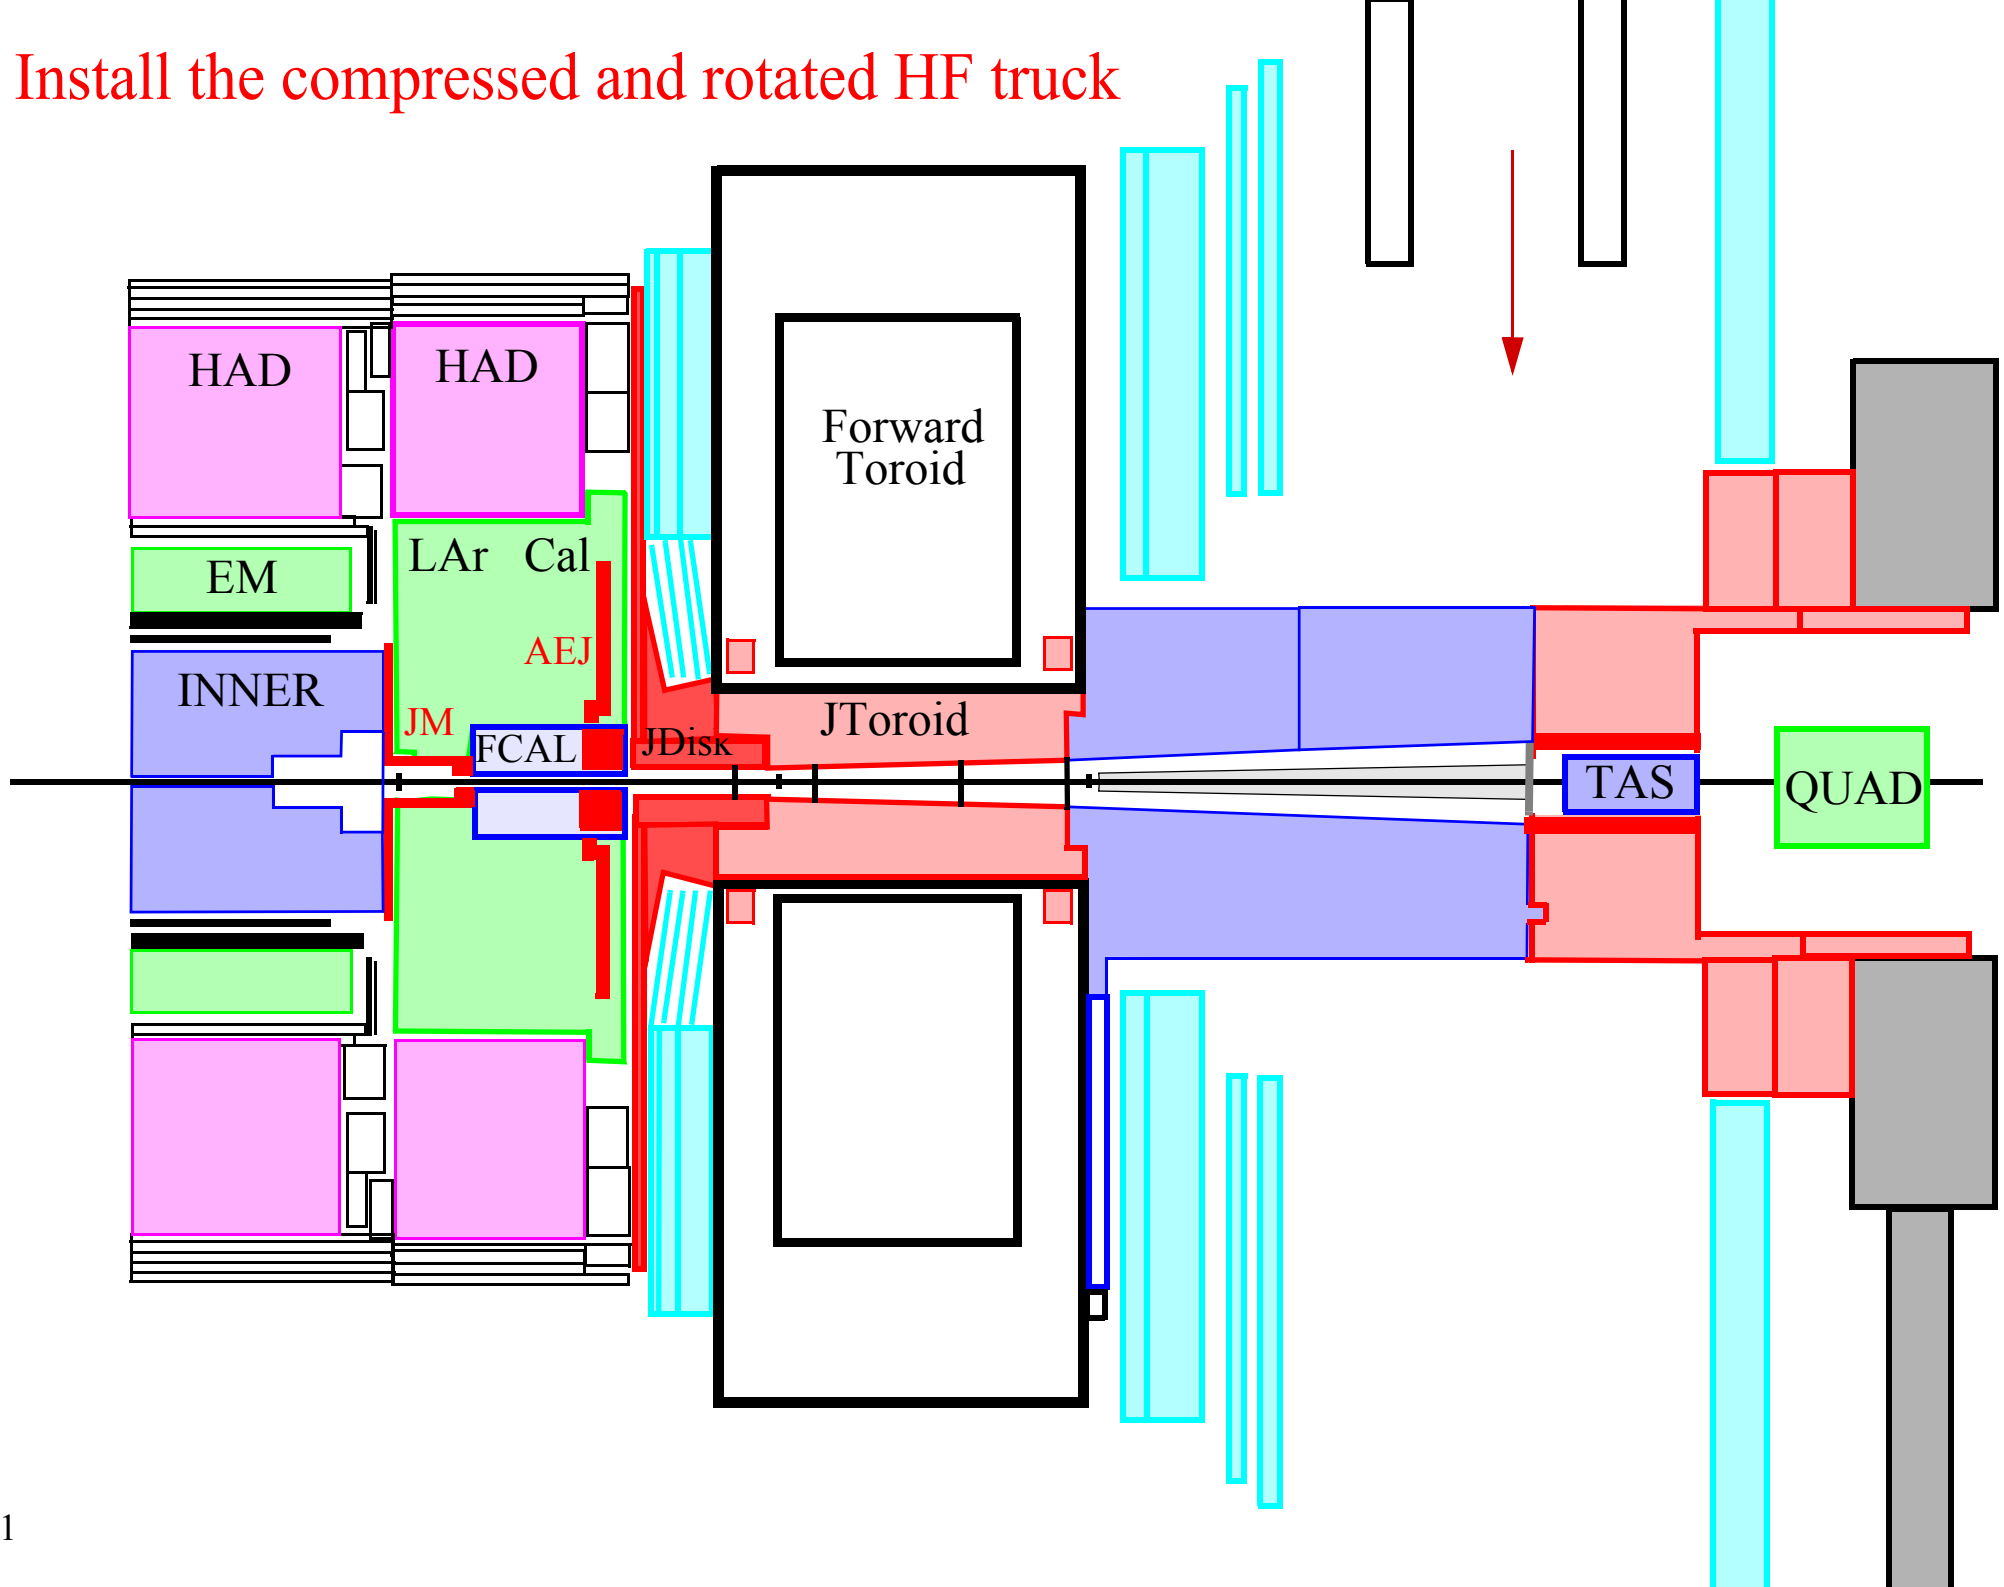 Install the compressed and rotated HF truck
HAD
HAD
Forward
Toroid
LAr Cal
EM
AEJ
INNER
JM
FCAL
JDisk
JToroid
TAS
QUAD
1